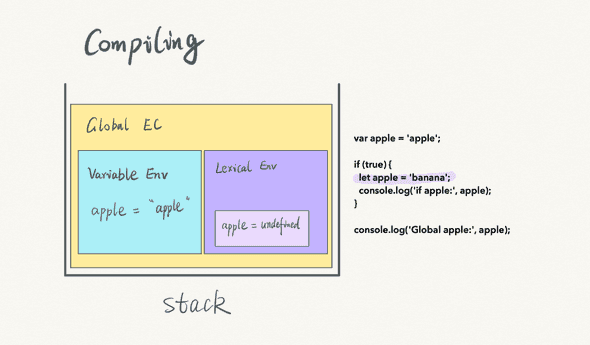 Compiling
Global EC
Variable Env
apple = "apple"
Lexical Env
apple = undefined
stack
var apple = 'apple';
if (true) {
let apple = 'banana';
console.log('if apple:', apple);
}
console.log('Global apple:', apple);